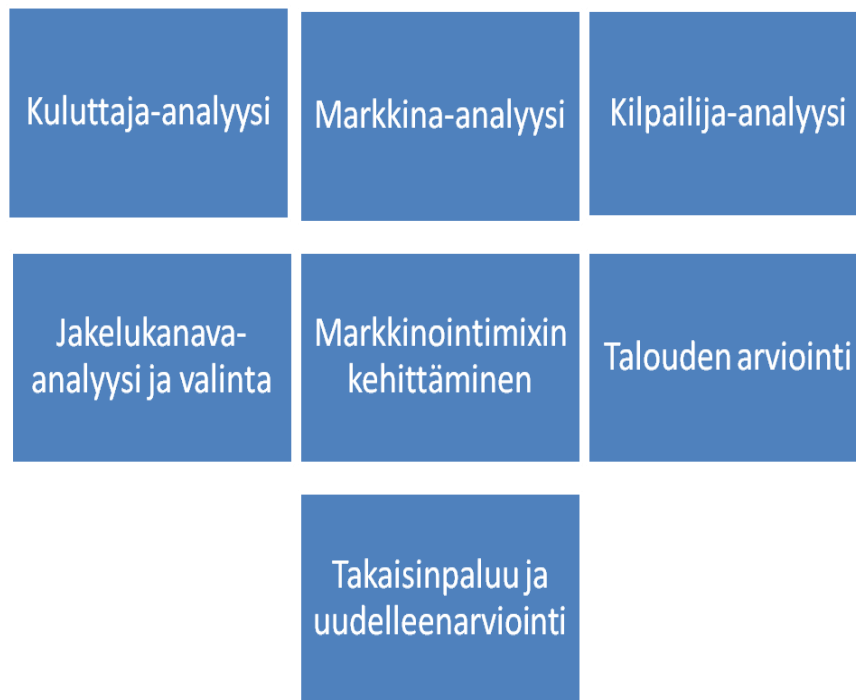 Kuluttaja-analyysi
Markkina-analyysi
Kilpailija-analyysi
Jakelukanava-
analyysi ja valinta
Markkinointimixin
kehittäminen
Talouden arviointi
Takaisinpaluu ja
uudelleenarviointi